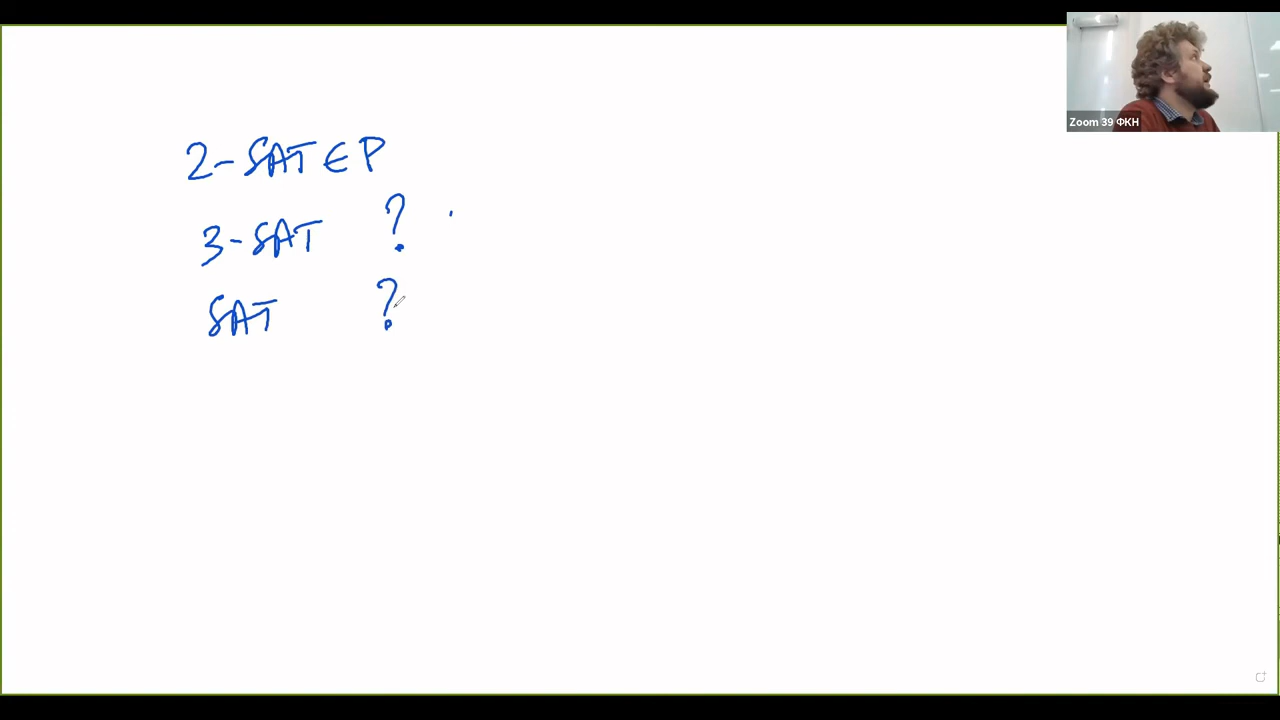 2-SAT ∈ P
3-SAT ?
SAT ?
Zoom 39 ФКН